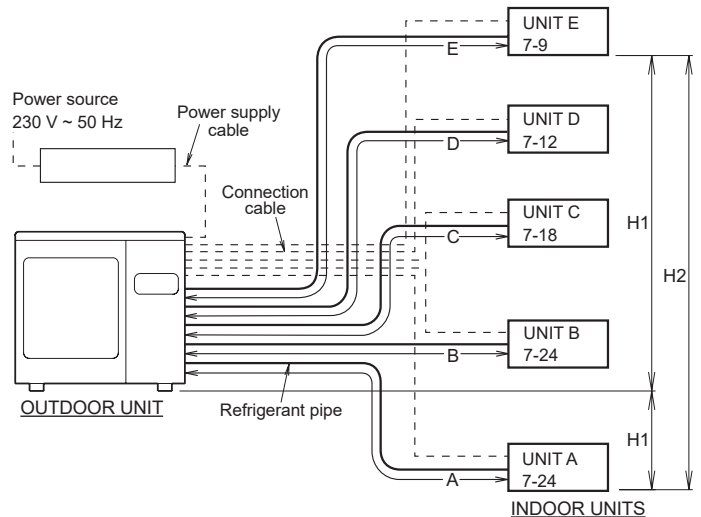 UNIT E
7-9
E
Power source
230 V ~ 50 Hz
Power supply
cable
UNIT D
7-12
D
Connection
cable
UNIT C
7-18
C
H1
H2
UNIT B
7-24
B
OUTDOOR UNIT
Refrigerant pipe
H1
UNIT A
7-24
A
INDOOR UNITS